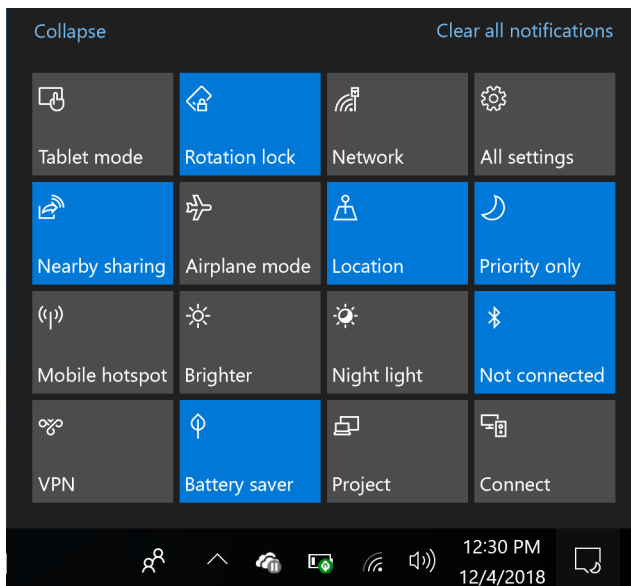 Collapse Clear all notifications
Tablet mode Rotation lock Network All settings
Nearby sharing Airplane mode Location Priority only
Mobile hotspot Brighter Night light Not connected
VPN Battery saver Project Connect
12:30 PM
12/4/2018